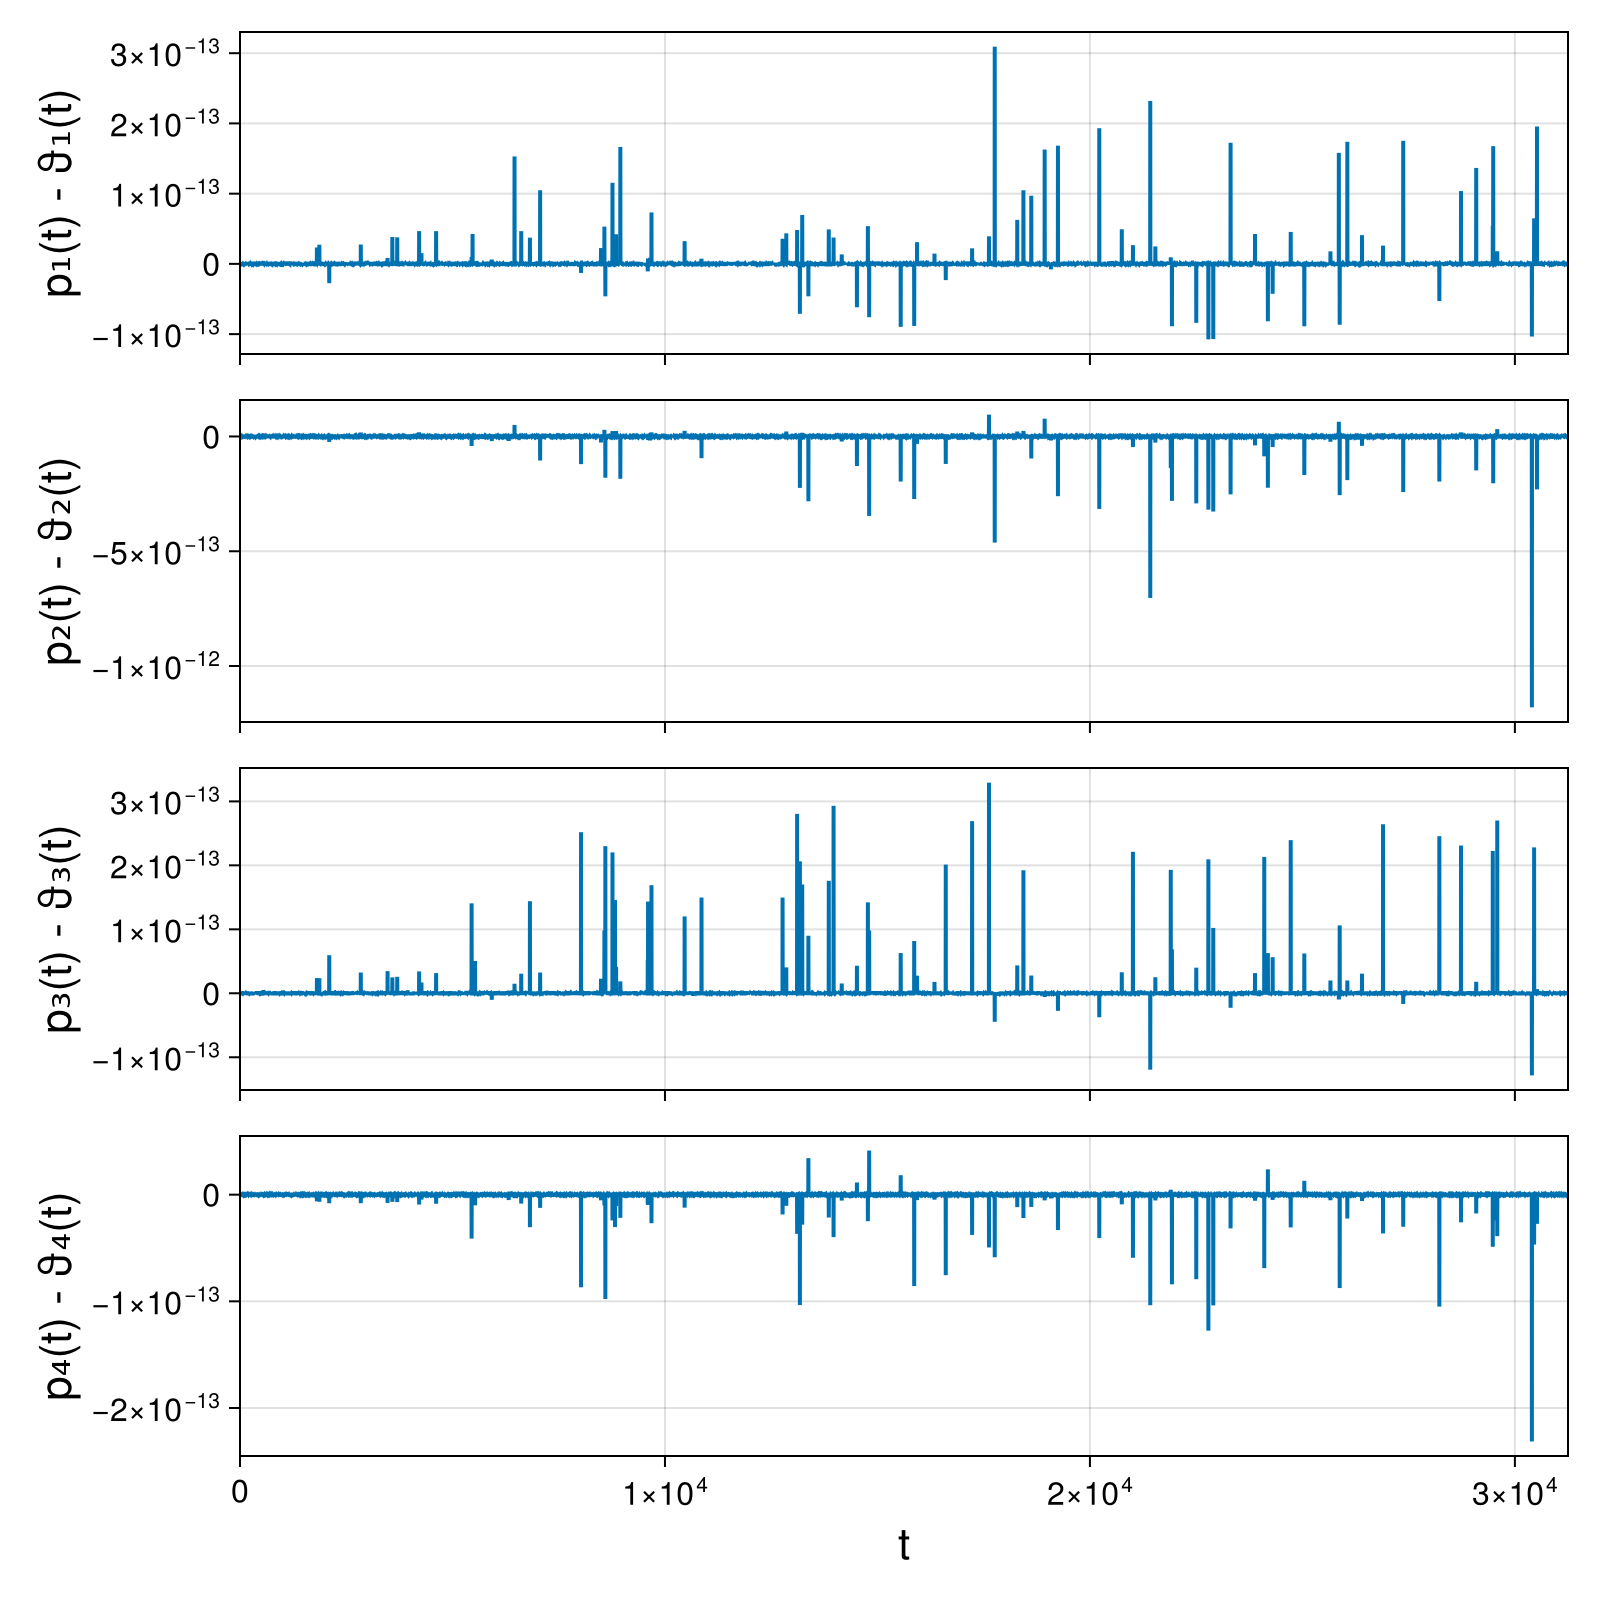 p₁(t) - ϑ₁(t)
3×10⁻¹³
2×10⁻¹³
1×10⁻¹³
0
−1×10⁻¹³
p₂(t) - ϑ₂(t)
0
−5×10⁻¹³
−1×10⁻¹²
p₃(t) - ϑ₃(t)
3×10⁻¹³
2×10⁻¹³
1×10⁻¹³
0
−1×10⁻¹³
p₄(t) - ϑ₄(t)
0
−1×10⁻¹³
−2×10⁻¹³
0 1×10⁴ 2×10⁴ 3×10⁴
t